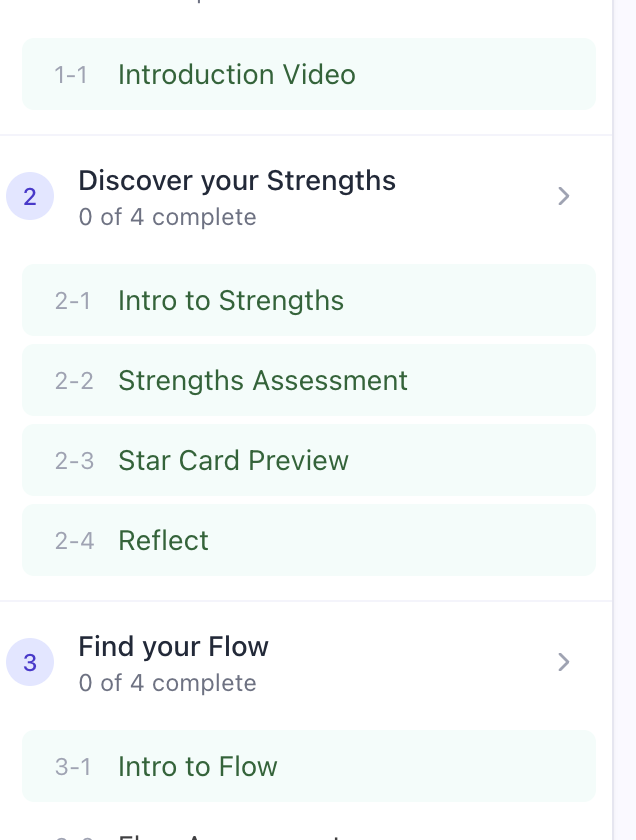 1-1 Introduction Video
2 Discover your Strengths
0 of 4 complete
2-1 Intro to Strengths
2-2 Strengths Assessment
2-3 Star Card Preview
2-4 Reflect
3 Find your Flow
0 of 4 complete
3-1 Intro to Flow